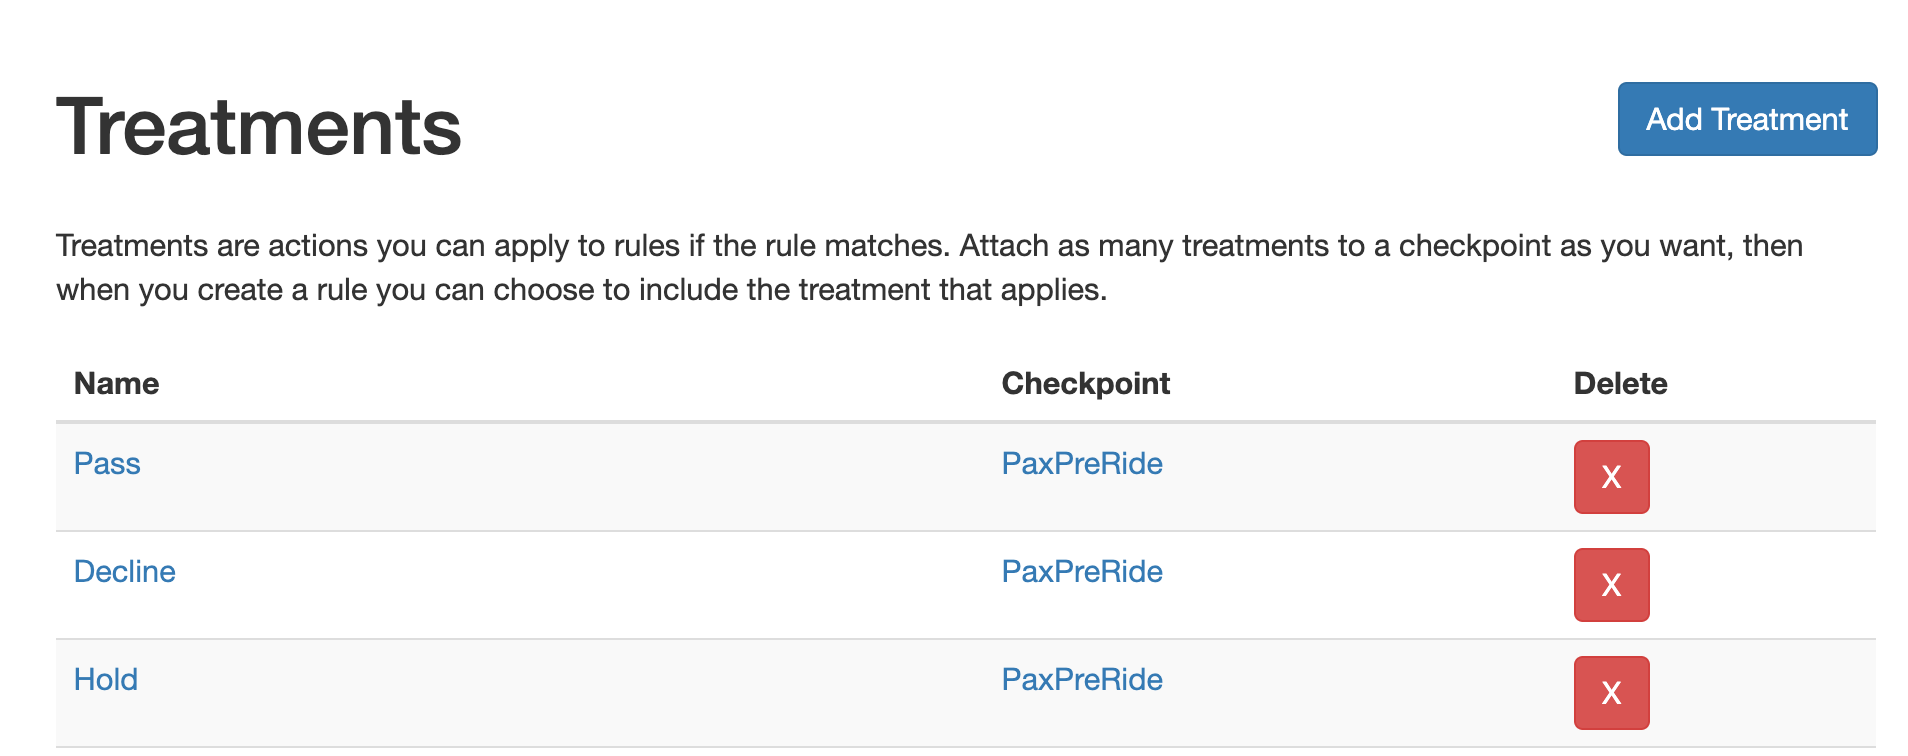 Treatments
Add Treatment
Treatments are actions you can apply to rules if the rule matches. Attach as many treatments to a checkpoint as you want, then
when you create a rule you can choose to include the treatment that applies.
Name Checkpoint Delete
Pass PaxPreRide X
Decline PaxPreRide X
Hold PaxPreRide X